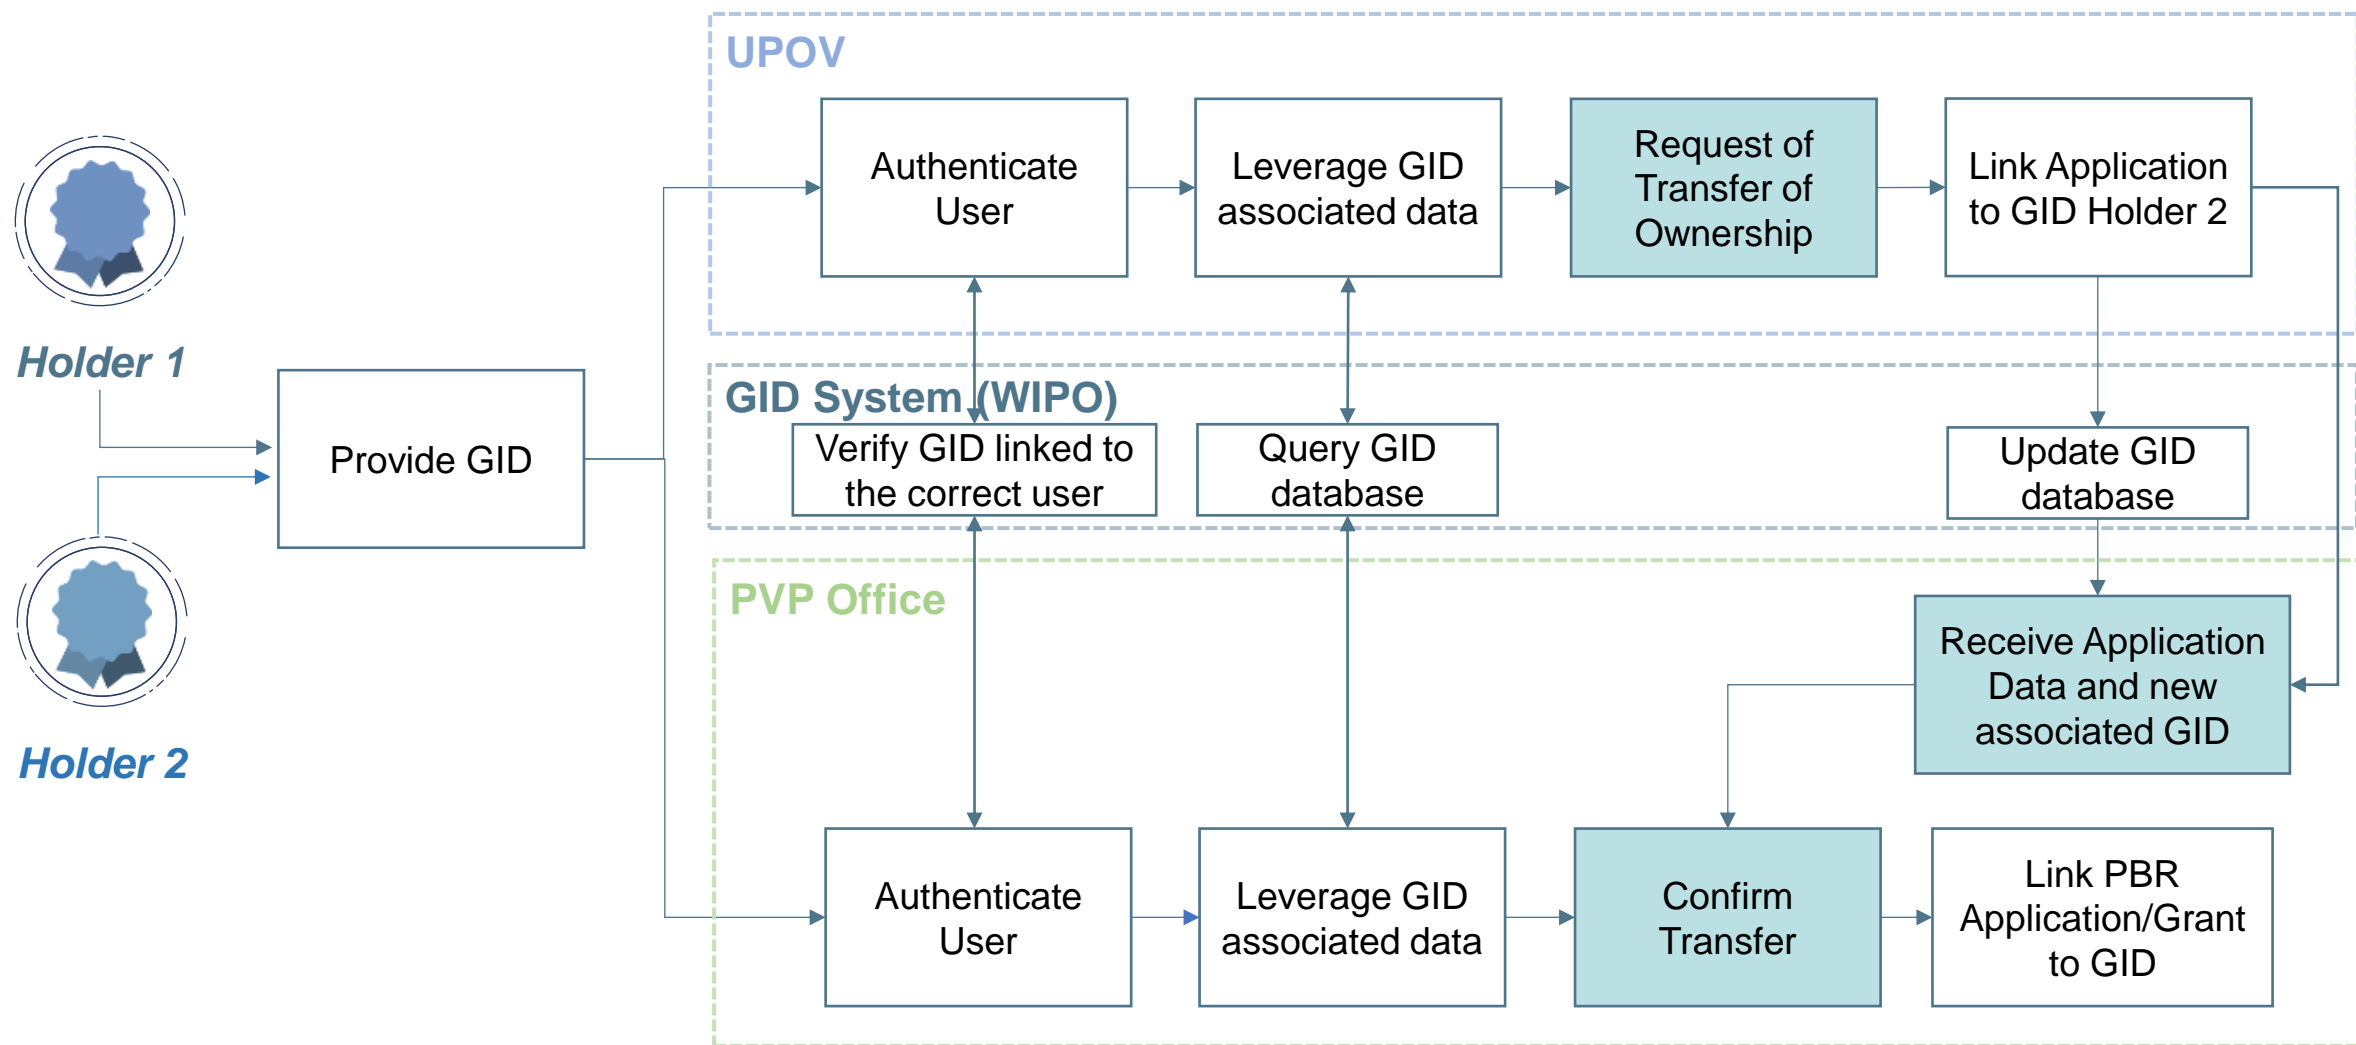 UPOV
Authenticate
User
Leverage GID
associated data
Request of
Transfer of
Ownership
Link Application
to GID Holder 2
Holder 1
Provide GID
Holder 2
GID System (WIPO)
Verify GID linked to
the correct user
Query GID
database
Update GID
database
PVP Office
Receive Application
Data and new
associated GID
Authenticate
User
Leverage GID
associated data
Confirm
Transfer
Link PBR
Application/Grant
to GID